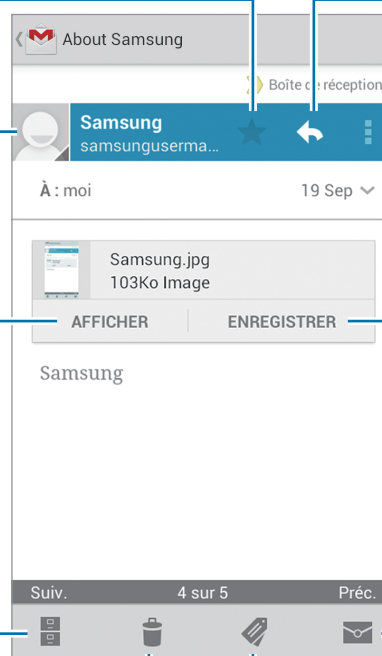 About Samsung
Boîte de réception
Samsung
samsunguserma...
À : moi
19 Sep
Samsung.jpg
103Ko Image
AFFICHER
ENREGISTRER
Samsung
Suiv.
4 sur 5
Préc.